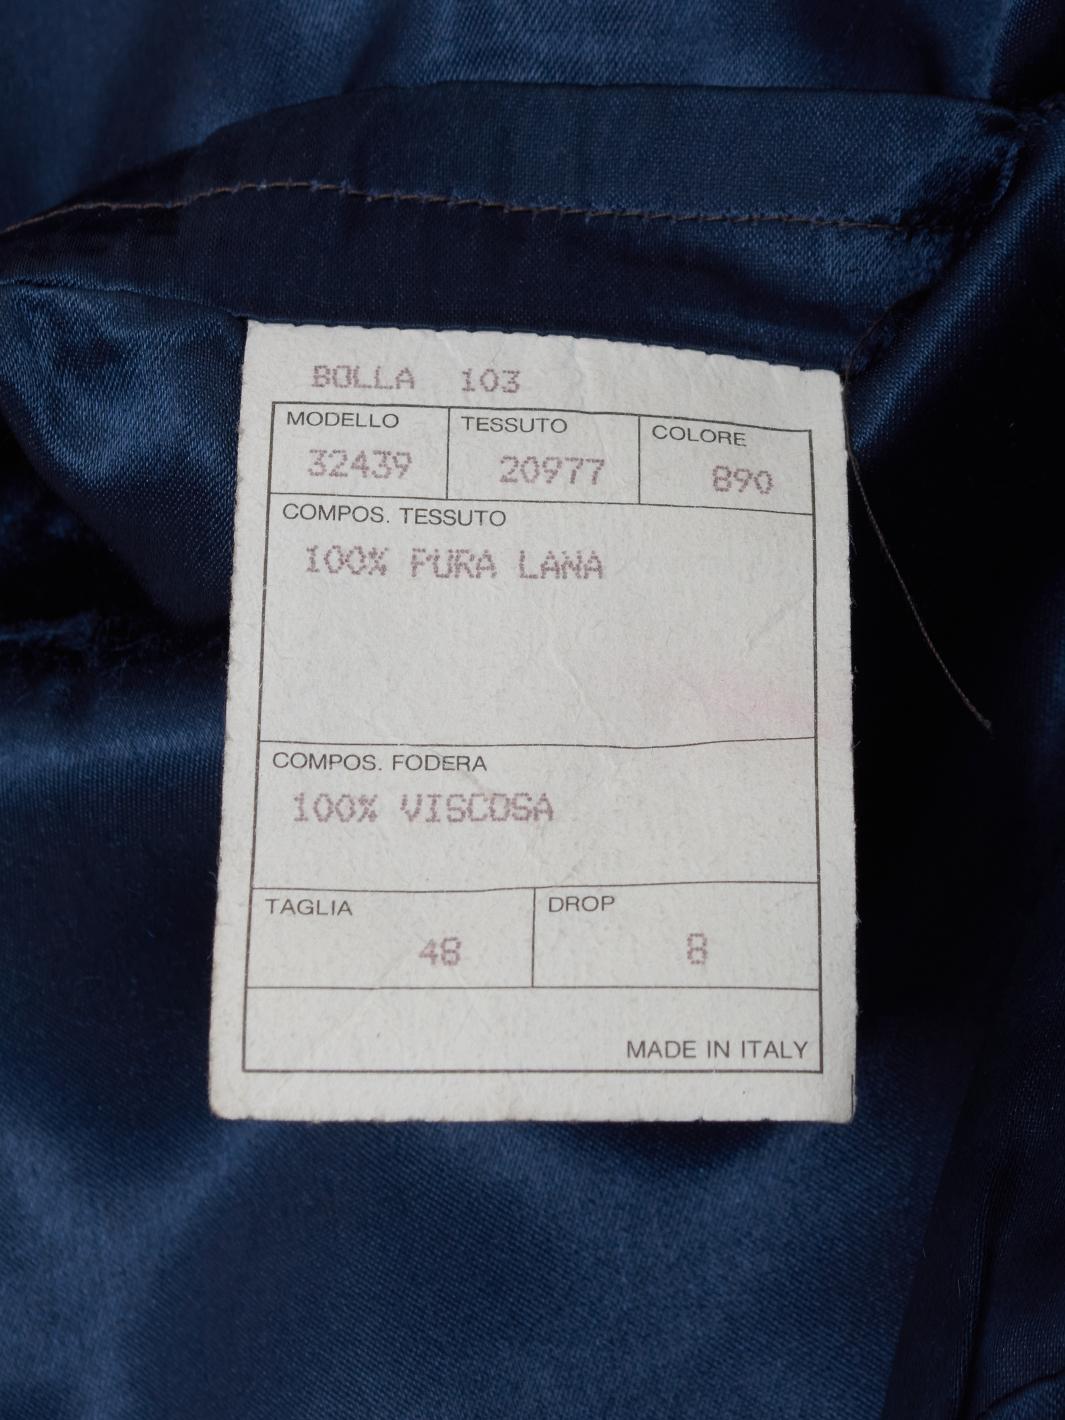 BOLLA 103
MODELLO TESSUTO COLORE
32439 20977 890
COMPOS. TESSUTO
100% PURA LANA
COMPOS. FODERA
100% VISCOSA
TAGLIA DROP
48 8
MADE IN ITALY